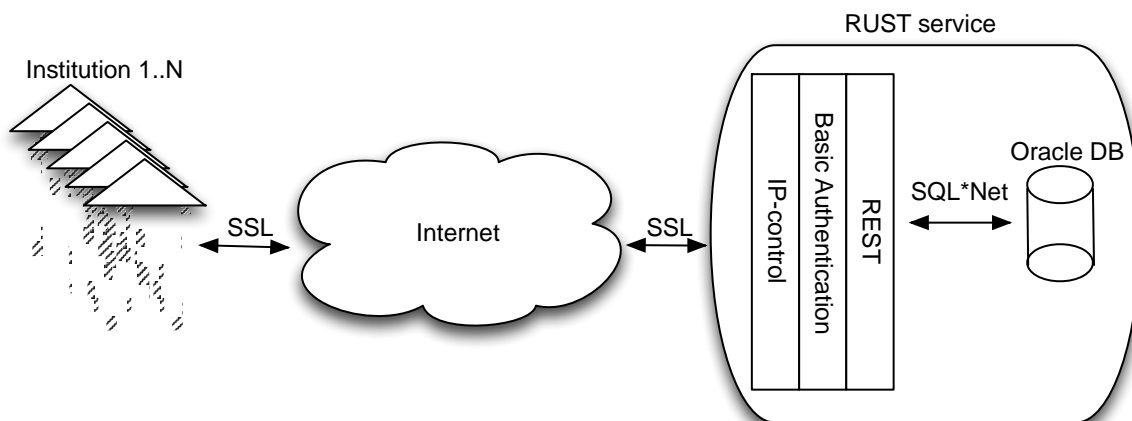 RUST service
Institution 1..N
SSL
Internet
SSL
IP-control
Basic Authentication
REST
SQL*Net
Oracle DB